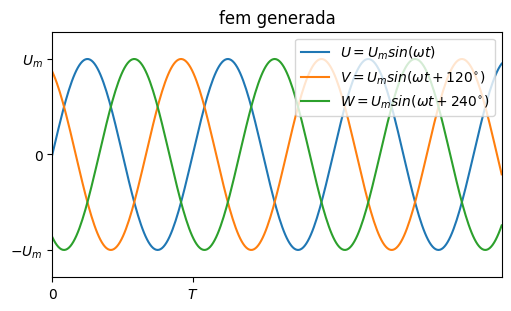 fem generada
U = U_m sin(ωt)
V = U_m sin(ωt + 120°)
W = U_m sin(ωt + 240°)
U_m
0
−U_m
0 T